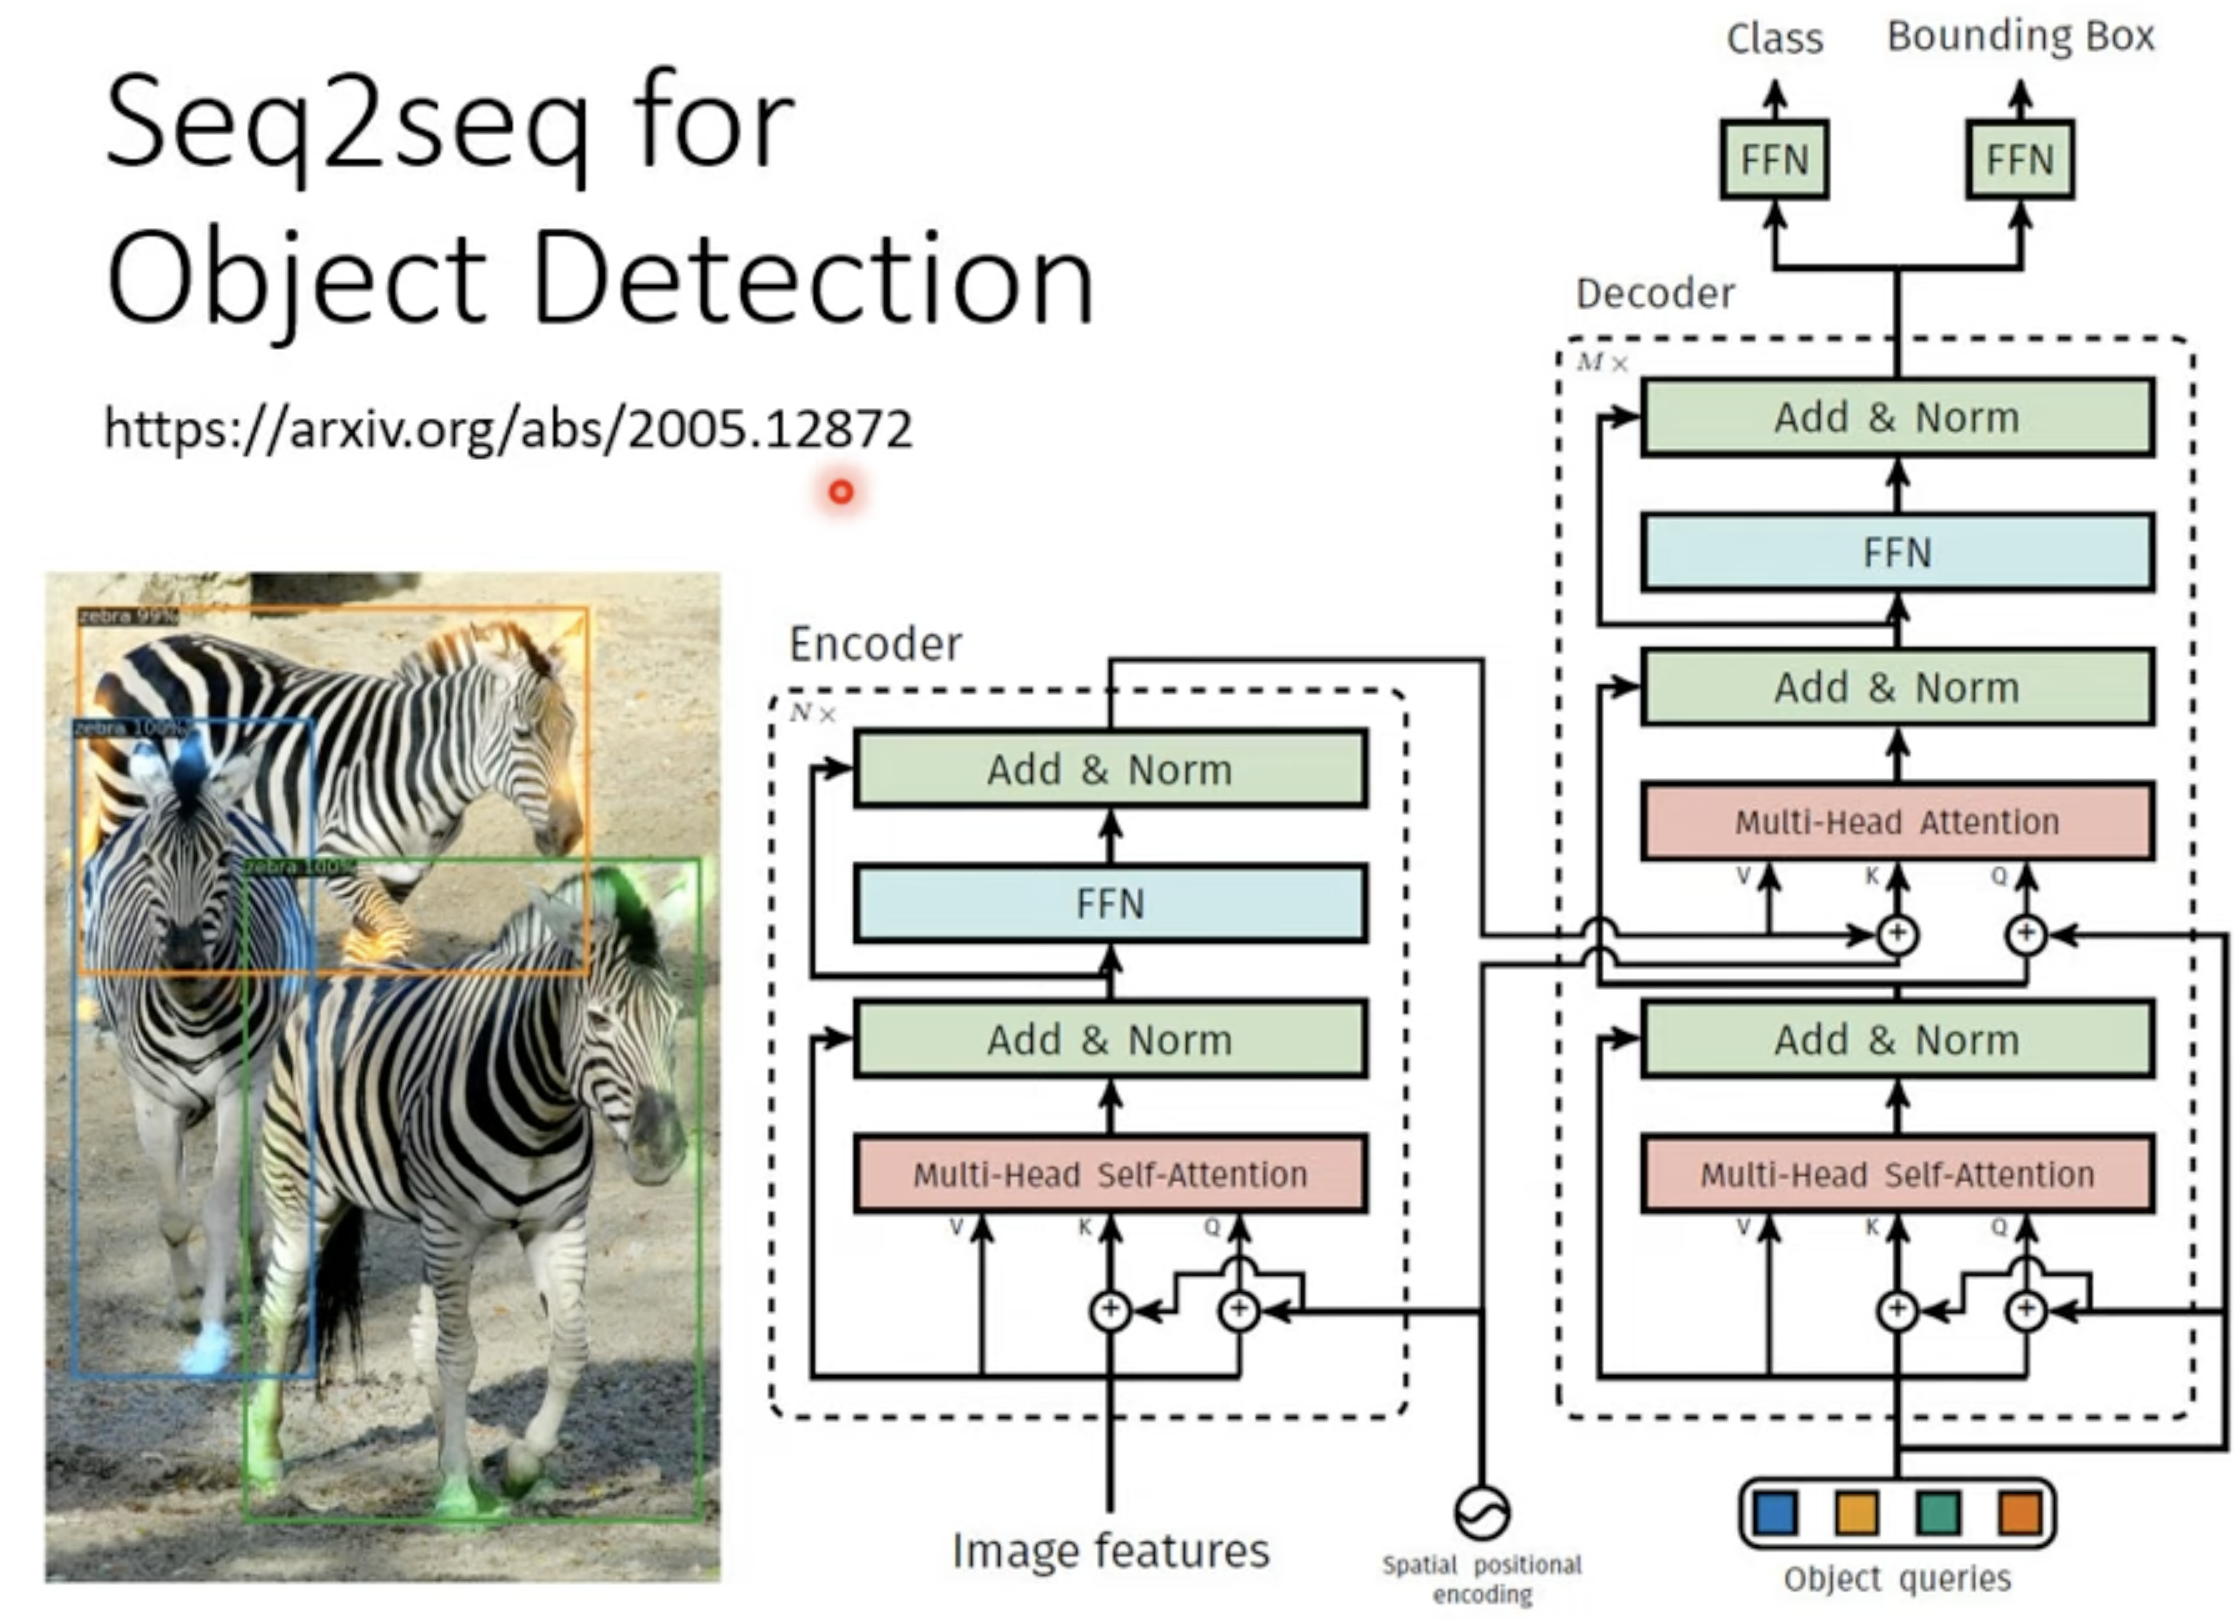 Seq2seq for
Object Detection
https://arxiv.org/abs/2005.12872
zebra 99%
zebra 100%
zebra 100%
Encoder
N ×
Add & Norm
FFN
Add & Norm
Multi-Head Self-Attention
V K Q
Image features
Spatial positional
encoding
Class Bounding Box
FFN FFN
Decoder
M ×
Add & Norm
FFN
Add & Norm
Multi-Head Attention
V K Q
Add & Norm
Multi-Head Self-Attention
V K Q
Object queries